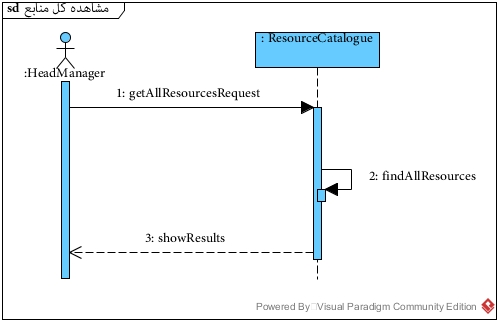 sd مشاهده کل منابع
: ResourceCatalogue
:HeadManager
1: getAllResourcesRequest
2: findAllResources
3: showResults
Powered By Visual Paradigm Community Edition